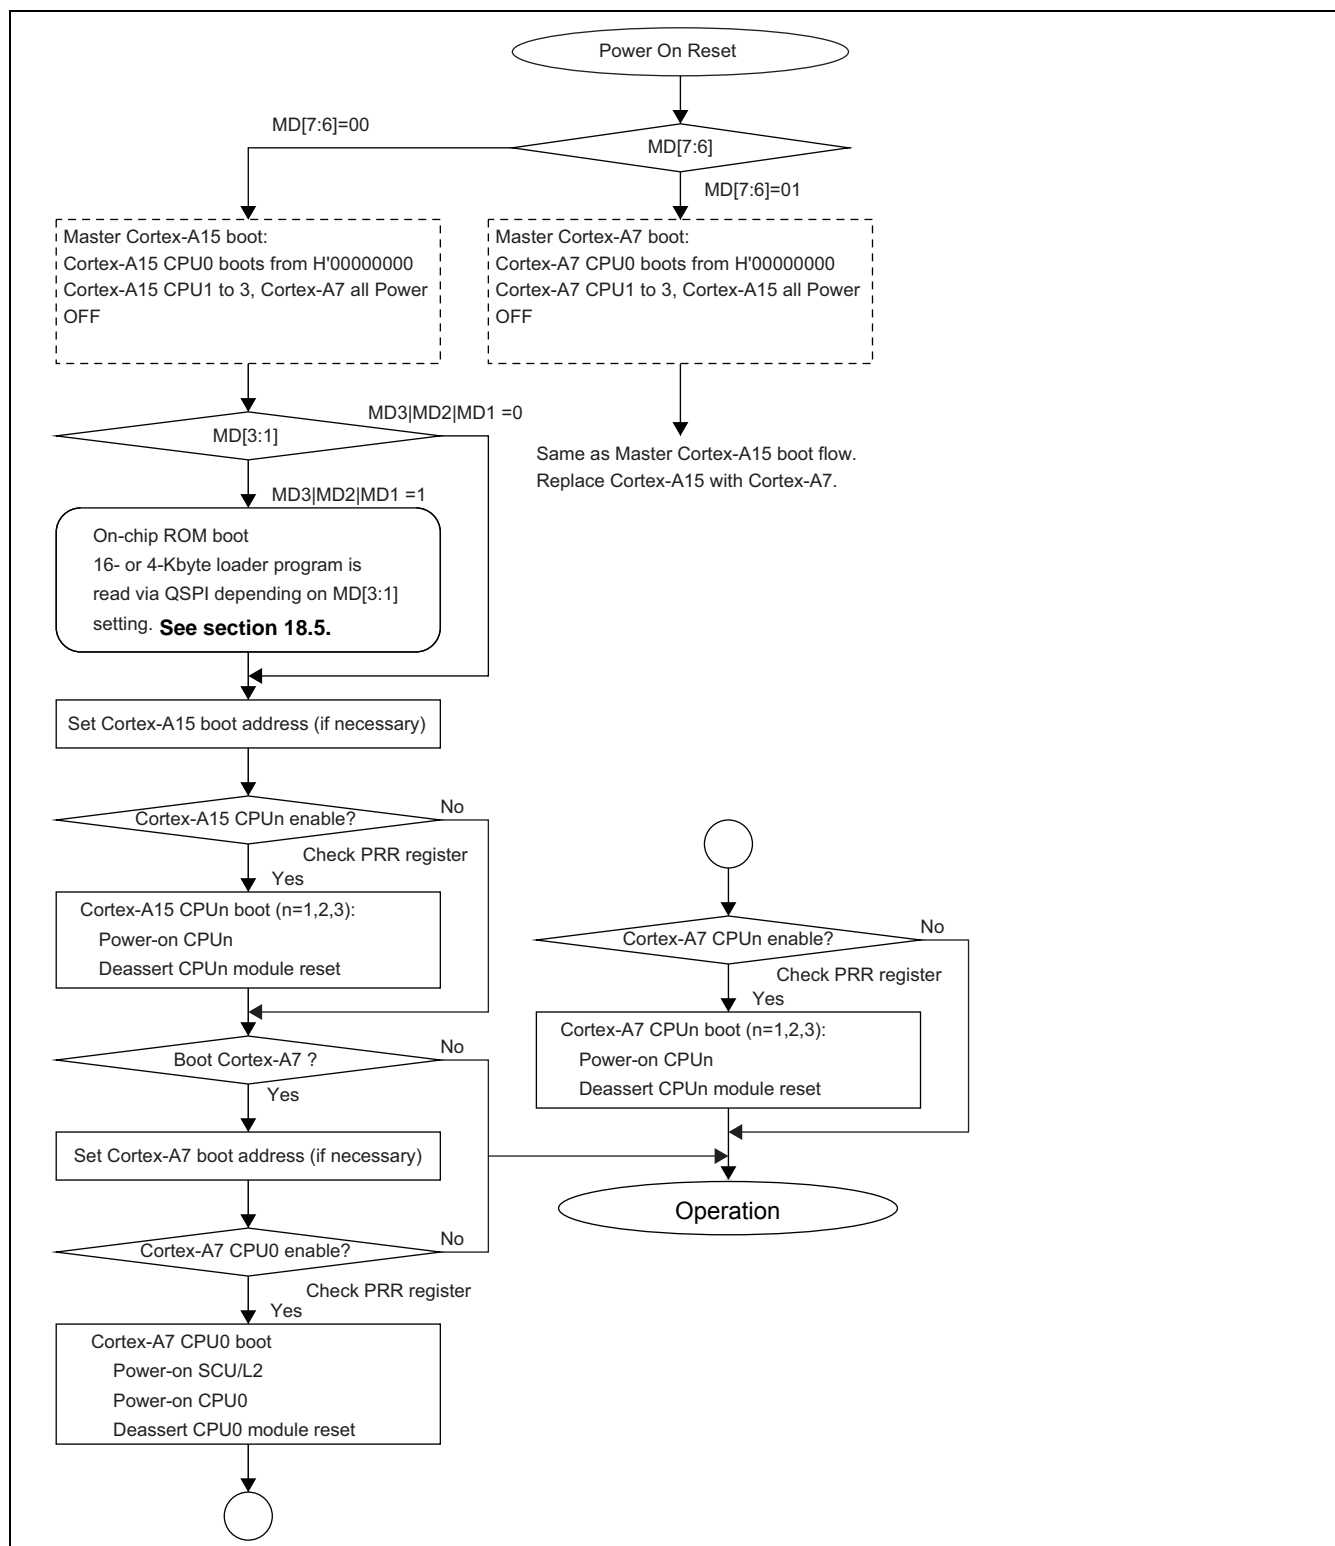 Power On Reset
MD[7:6]=00
MD[7:6]
MD[7:6]=01
Master Cortex-A15 boot:
Cortex-A15 CPU0 boots from H'00000000
Cortex-A15 CPU1 to 3, Cortex-A7 all Power
OFF
Master Cortex-A7 boot:
Cortex-A7 CPU0 boots from H'00000000
Cortex-A7 CPU1 to 3, Cortex-A15 all Power
OFF
MD3|MD2|MD1 =0
MD[3:1]
Same as Master Cortex-A15 boot flow.
Replace Cortex-A15 with Cortex-A7.
MD3|MD2|MD1 =1
On-chip ROM boot
16- or 4-Kbyte loader program is
read via QSPI depending on MD[3:1]
setting. See section 18.5.
Set Cortex-A15 boot address (if necessary)
Cortex-A15 CPUn enable?
No
Check PRR register
Yes
Cortex-A15 CPUn boot (n=1,2,3):
Power-on CPUn
Deassert CPUn module reset
Boot Cortex-A7 ?
No
Yes
Set Cortex-A7 boot address (if necessary)
Cortex-A7 CPU0 enable?
No
Check PRR register
Yes
Cortex-A7 CPU0 boot
Power-on SCU/L2
Power-on CPU0
Deassert CPU0 module reset
Cortex-A7 CPUn enable?
No
Check PRR register
Yes
Cortex-A7 CPUn boot (n=1,2,3):
Power-on CPUn
Deassert CPUn module reset
Operation